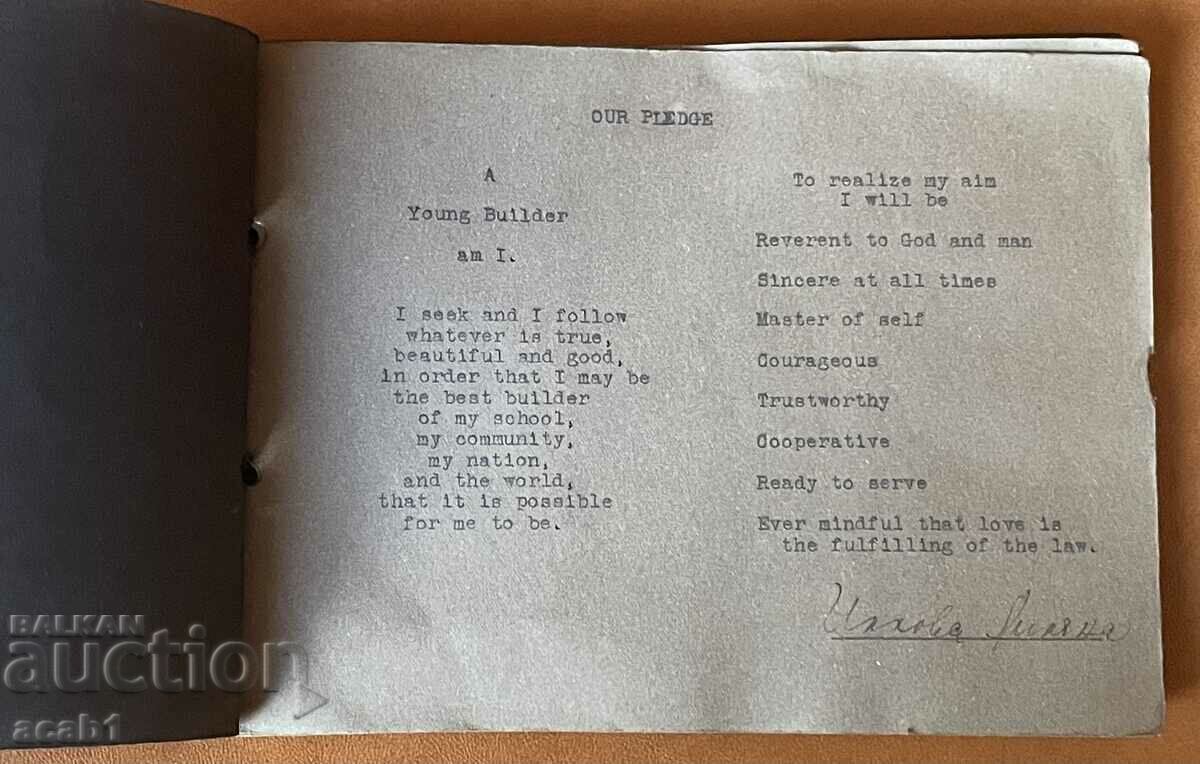 OUR PLEDGE
A
Young Builder
am I.
I seek and I follow
whatever is true,
beautiful and good,
in order that I may be
the best builder
of my school,
my community,
my nation,
and the world,
that it is possible
for me to be.
To realize my aim
I will be
Reverent to God and man
Sincere at all times
Master of self
Courageous
Trustworthy
Cooperative
Ready to serve
Ever mindful that love is
the fulfilling of the law.
BALKAN
auction
acab1